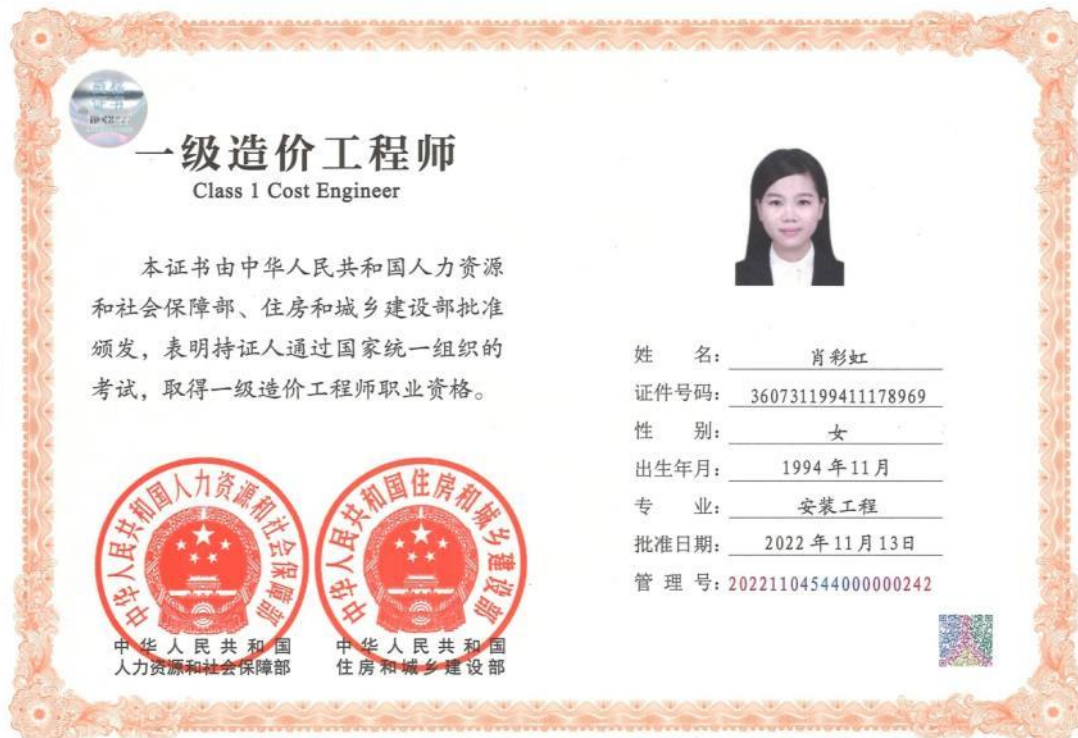 一级造价工程师
Class 1 Cost Engineer
本证书由中华人民共和国人力资源
和社会保障部、住房和城乡建设部批准
颁发，表明持证人通过国家统一组织的
考试，取得一级造价工程师职业资格。
中华人民共和国人力资源和社会保障部
中华人民共和国住房和城乡建设部
中华人民共和国
人力资源和社会保障部
中华人民共和国
住房和城乡建设部
姓 名：肖彩虹
证件号码：360731199411178969
性 别：女
出生年月：1994年11月
专 业：安装工程
批准日期：2022年11月13日
管 理 号：20221104544000000242